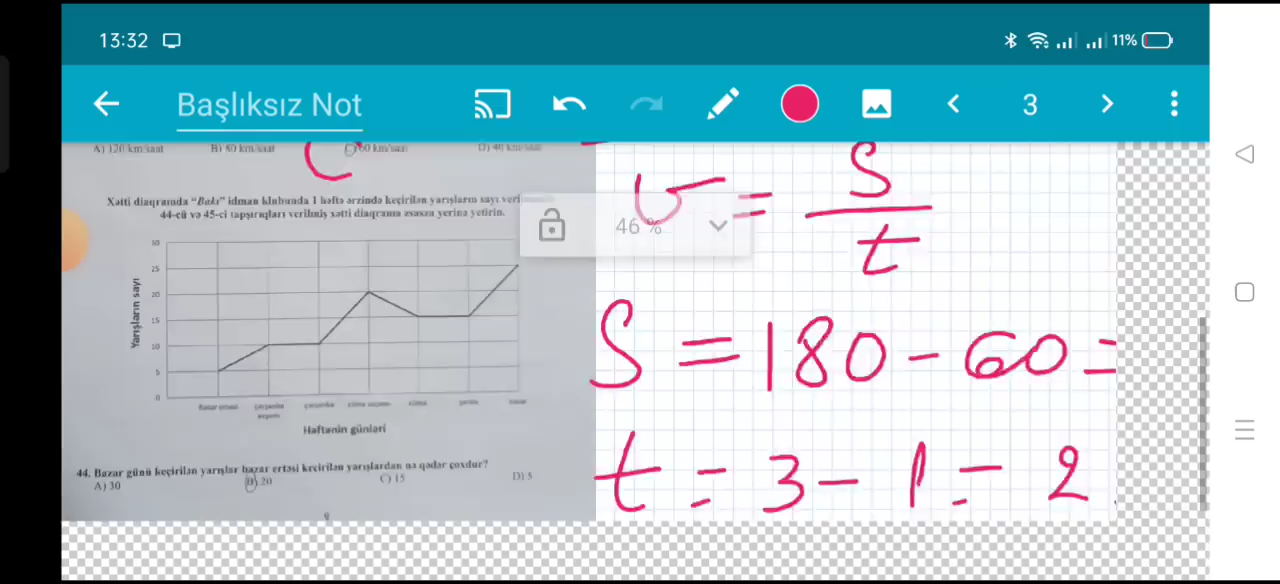 13:32
11%
Başlıksız Not
3
A) 120 km/saat B) 80 km/saat C) 60 km/saat D) 40 km/saat
C
Xətti diaqramda "Bakı" idman klubunda 1 həftə ərzində keçirilən yarışların sayı
44-cü və 45-ci tapşırıqları verilmiş xətti diaqrama əsasən yerinə yetirin.
46 %
30
25
20
15
10
5
0
Yarışların sayı
Bazar ertəsi çərşənbə axşamı çərşənbə cümə axşamı cümə şənbə bazar
Həftənin günləri
44. Bazar günü keçirilən yarışlar bazar ertəsi keçirilən yarışlardan nə qədər çoxdur?
A) 30 B) 20 C) 15 D) 5
9
v = S/t
S = 180 - 60 =
t = 3 - 1 = 2